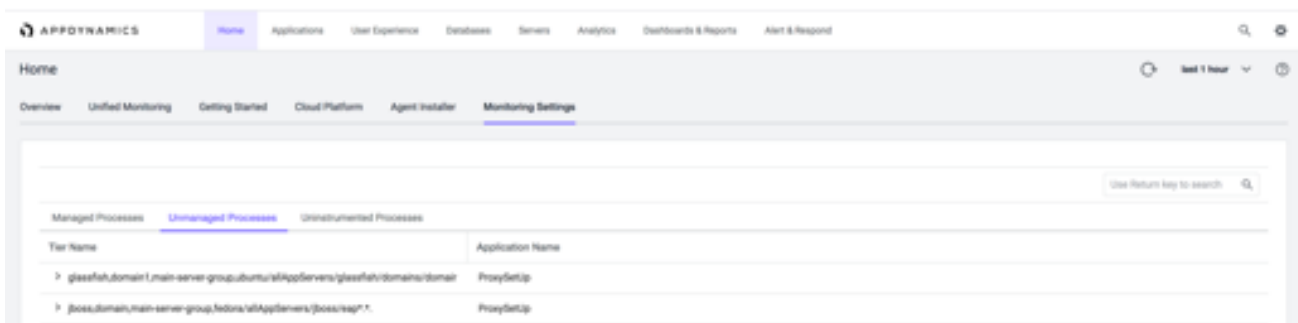 APPDYNAMICS Home Applications User Experience Databases Servers Analytics Dashboards & Reports Alert & Respond
Home last 1 hour
Overview Unified Monitoring Getting Started Cloud Platform Agent Installer Monitoring Settings
Use Return key to search
Managed Processes Unmanaged Processes Uninstrumented Processes
Tier Name Application Name
glassfish,domain1,main-server-group,ubuntu/allAppServers/glassfish/domains/domain ProxySetUp
jboss,domain,main-server-group,fedora/allAppServers/jboss/eap*.*. ProxySetUp